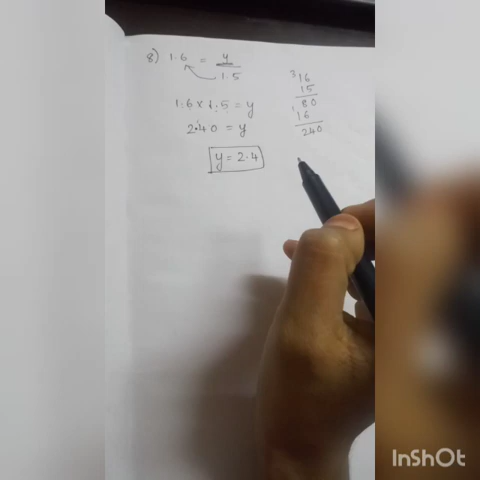 8) 1.6 = y/1.5
1.6 x 1.5 = y
2.40 = y
y = 2.4
3
16
15
80
1
16
240
InShOt